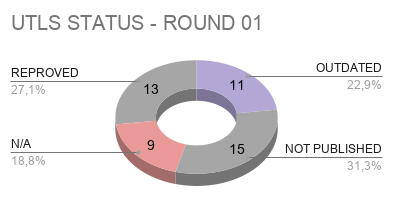 UTLS STATUS - ROUND 01
REPROVED
27,1%
13
11
OUTDATED
22,9%
N/A
18,8%
9
15
NOT PUBLISHED
31,3%